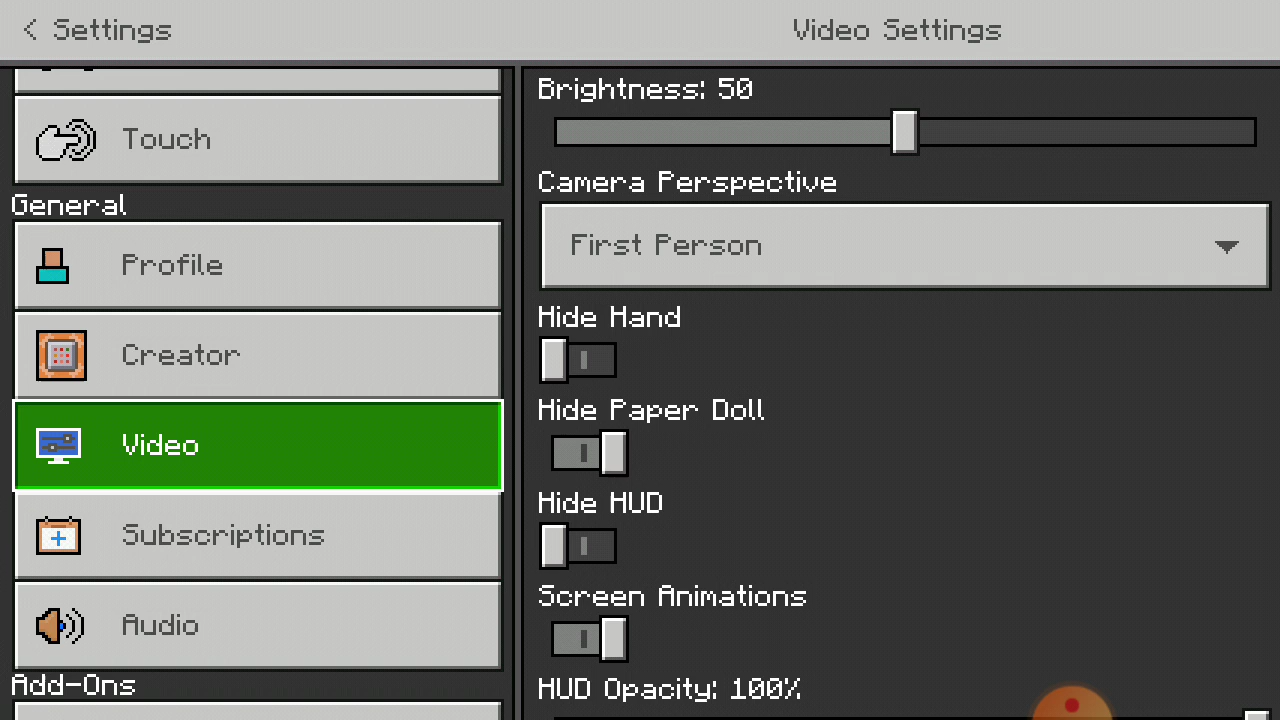 Settings
Video Settings
Touch
General
Profile
Creator
Video
Subscriptions
Audio
Add-Ons
Brightness: 50
Camera Perspective
First Person
Hide Hand
Hide Paper Doll
Hide HUD
Screen Animations
HUD Opacity: 100%